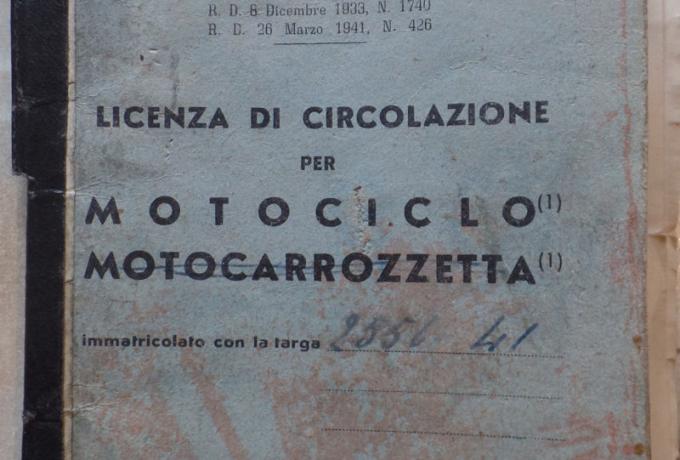 R. D. 8 Dicembre 1933, N. 1740
R. D. 26 Marzo 1941, N. 426
LICENZA DI CIRCOLAZIONE
PER
MOTOCICLO (1)
MOTOCARROZZETTA (1)
immatricolato con la targa